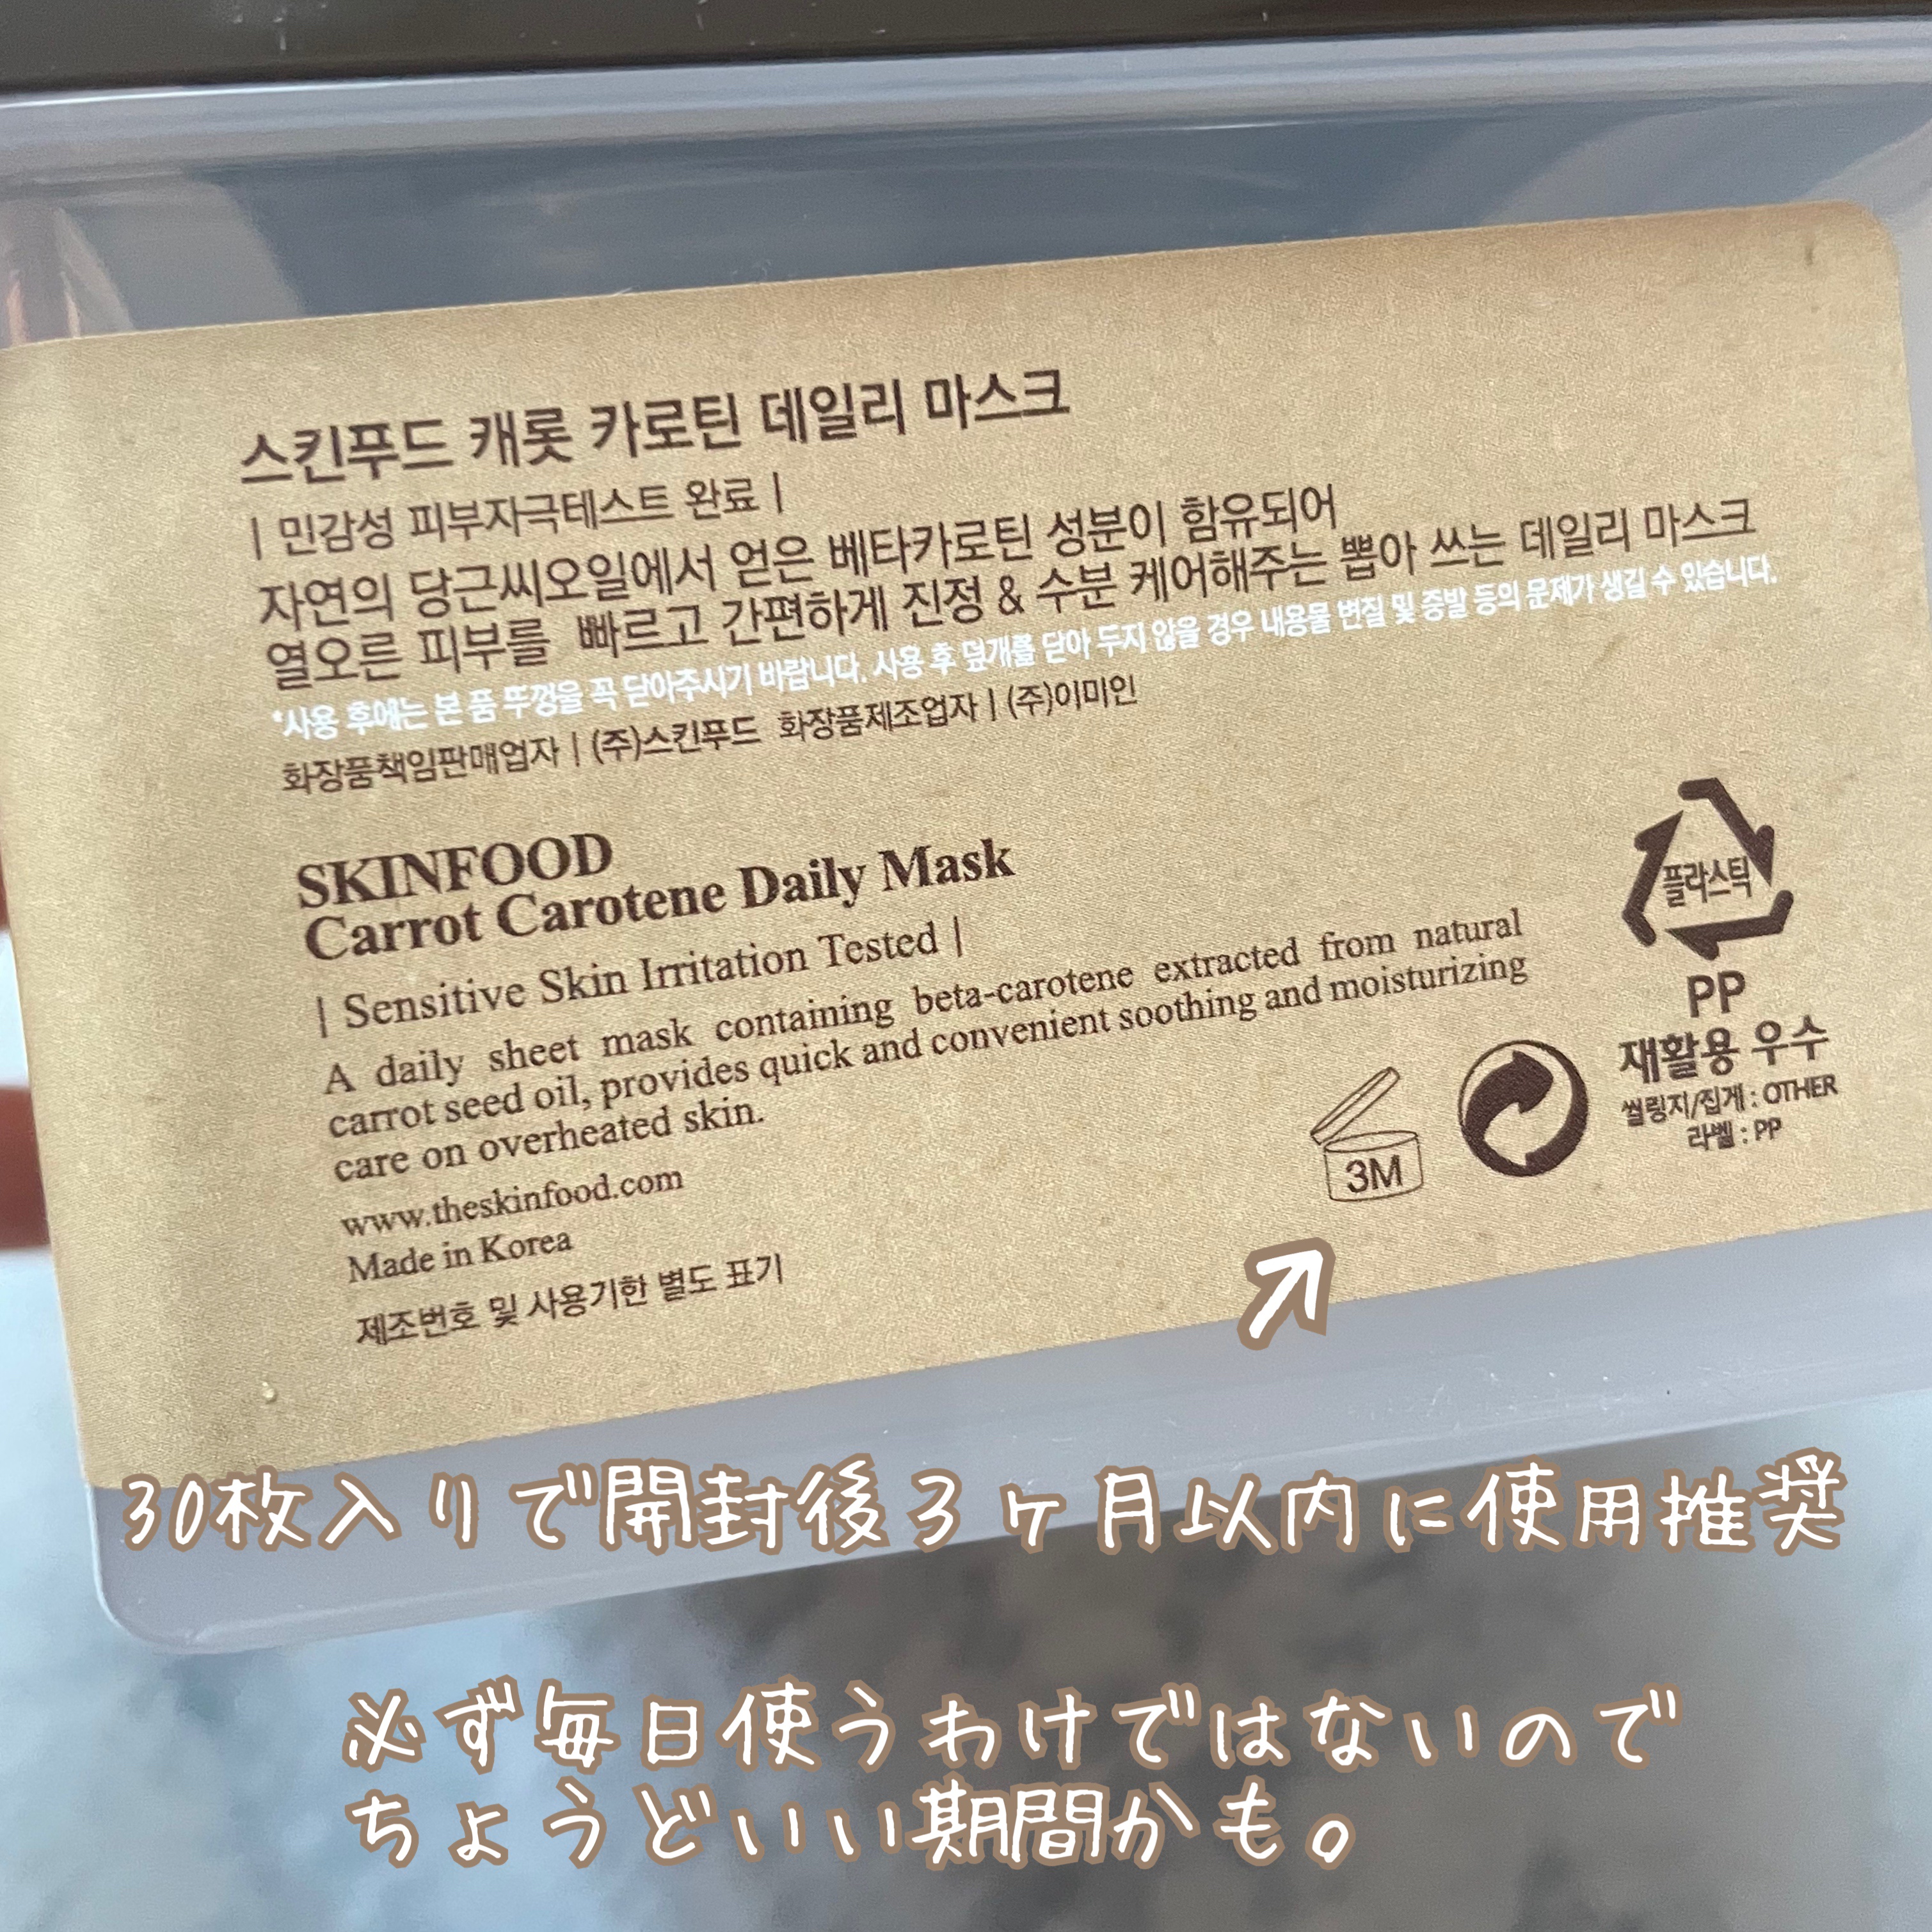 스킨푸드 캐롯 카로틴 데일리 마스크
| 민감성 피부자극테스트 완료 |
자연의 당근씨오일에서 얻은 베타카로틴 성분이 함유되어
열오른 피부를 빠르고 간편하게 진정 & 수분 케어해주는 뽑아 쓰는 데일리 마스크
*사용 후에는 본 품 뚜껑을 꼭 닫아주시기 바랍니다. 사용 후 덮개를 닫아 두지 않을 경우 내용물 변질 및 증발 등의 문제가 생길 수 있습니다.
화장품책임판매업자 | (주)스킨푸드 화장품제조업자 | (주)이미인
SKINFOOD
Carrot Carotene Daily Mask
| Sensitive Skin Irritation Tested |
A daily sheet mask containing beta-carotene extracted from natural
carrot seed oil, provides quick and convenient soothing and moisturizing
care on overheated skin.
www.theskinfood.com
Made in Korea
제조번호 및 사용기한 별도 표기
3M
플라스틱
PP
재활용 우수
씰링지/집게 : OTHER
라벨 : PP
30枚入りで開封後3ヶ月以内に使用推奨
必ず毎日使うわけではないので
ちょうどいい期間かも。